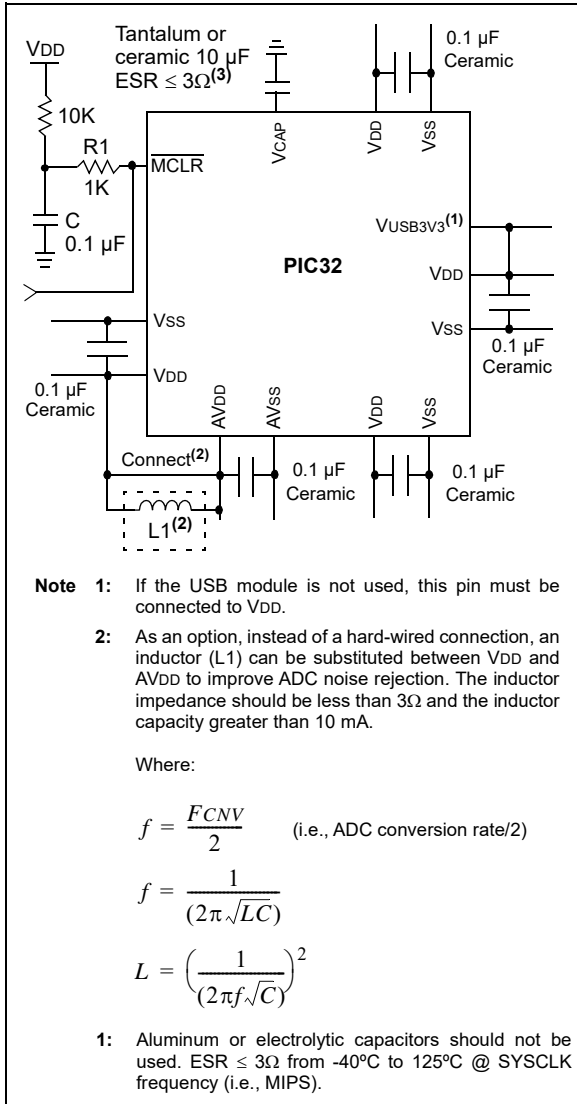 VDD
Tantalum or
ceramic 10 µF
ESR ≤ 3Ω(3)
0.1 µF
Ceramic
10K
R1
1K
C
0.1 µF
MCLR
VCAP
VDD
VSS
VUSB3V3(1)
VDD
VSS
0.1 µF
Ceramic
PIC32
VSS
VDD
0.1 µF
Ceramic
AVDD
AVSS
VDD
VSS
Connect(2)
L1(2)
0.1 µF
Ceramic
0.1 µF
Ceramic
Note 1: If the USB module is not used, this pin must be
connected to VDD.
2: As an option, instead of a hard-wired connection, an
inductor (L1) can be substituted between VDD and
AVDD to improve ADC noise rejection. The inductor
impedance should be less than 3Ω and the inductor
capacity greater than 10 mA.
Where:
f = FCNV / 2 (i.e., ADC conversion rate/2)
f = 1 / (2π√LC)
L = (1 / (2πf√C))²
1: Aluminum or electrolytic capacitors should not be
used. ESR ≤ 3Ω from -40ºC to 125ºC @ SYSCLK
frequency (i.e., MIPS).